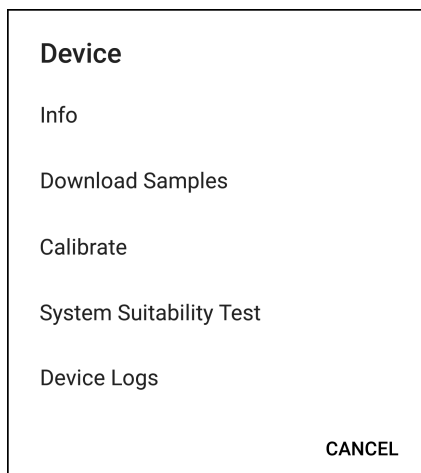 Device
Info
Download Samples
Calibrate
System Suitability Test
Device Logs
CANCEL